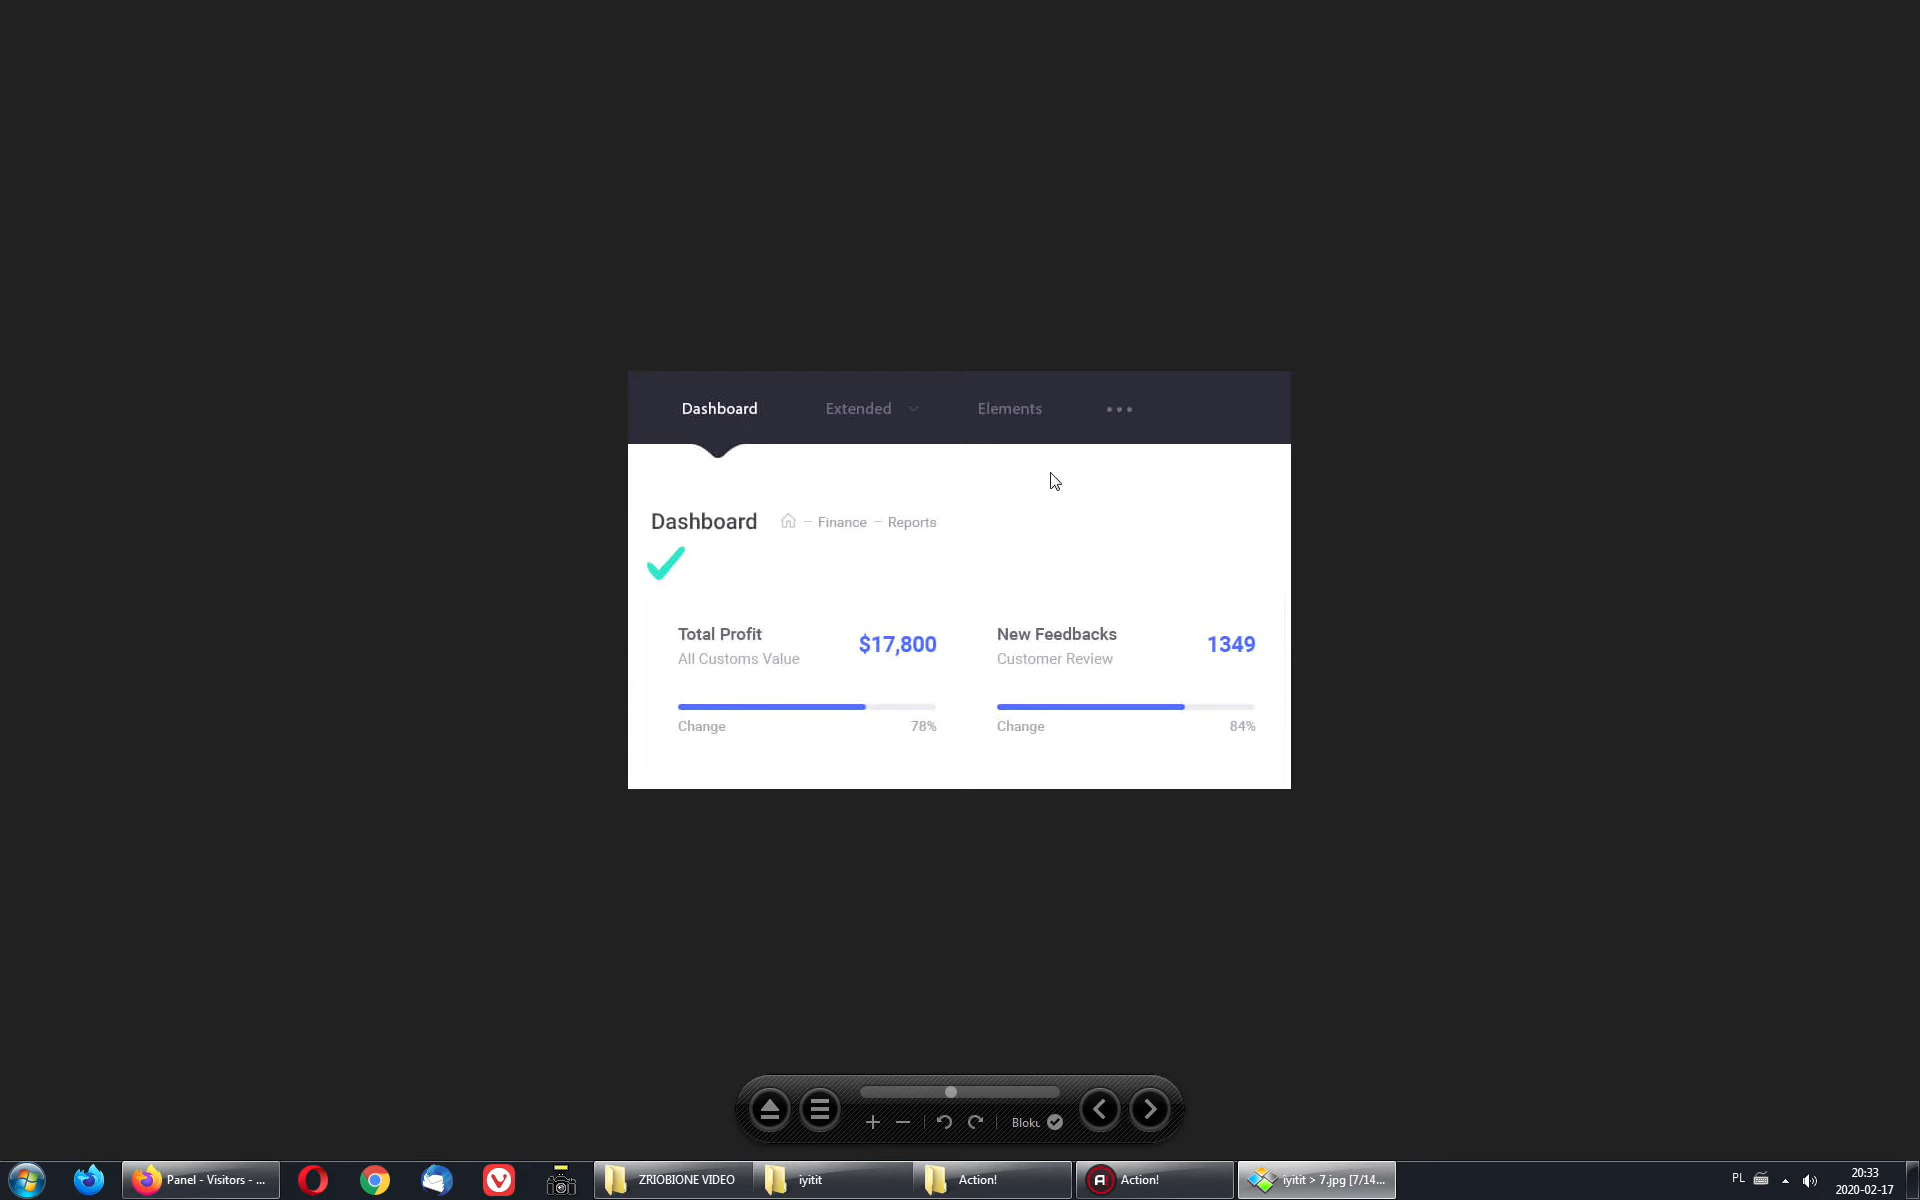 Dashboard
Extended
Elements
Dashboard
– Finance – Reports
Total Profit
All Customs Value
$17,800
New Feedbacks
Customer Review
1349
Change
78%
Change
84%
Panel - Visitors - ...
ZRIOBIONE VIDEO
iyitit
Action!
Action!
iyitit > 7.jpg [7/14...
PL
20:33
2020-02-17